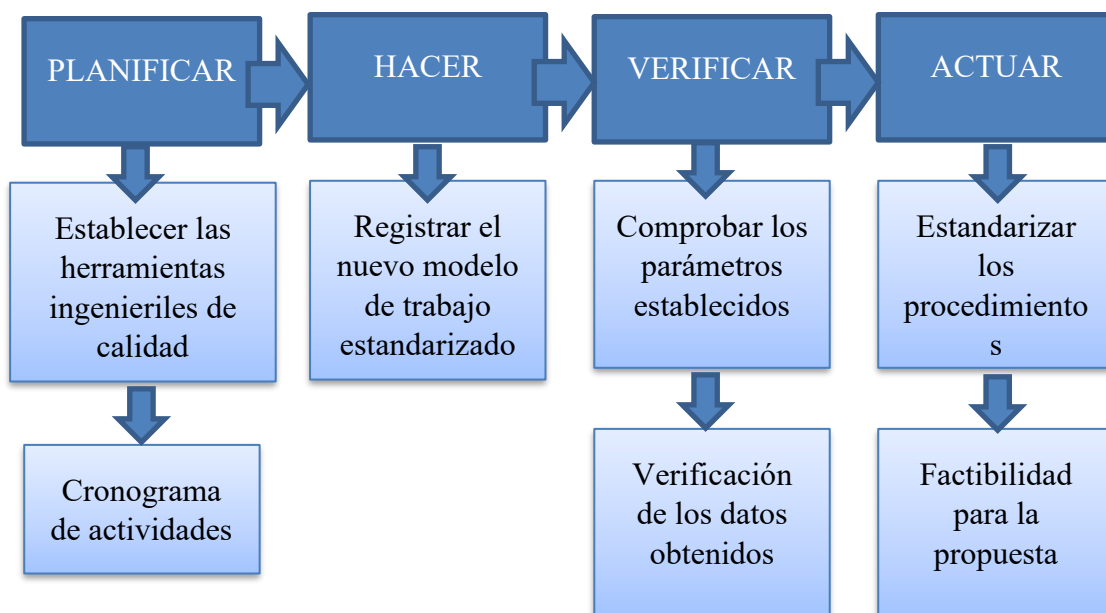 PLANIFICAR
HACER
VERIFICAR
ACTUAR
Establecer las
herramientas
ingenieriles de
calidad
Registrar el
nuevo modelo
de trabajo
estandarizado
Comprobar los
parámetros
establecidos
Estandarizar
los
procedimiento
s
Cronograma
de actividades
Verificación
de los datos
obtenidos
Factibilidad
para la
propuesta